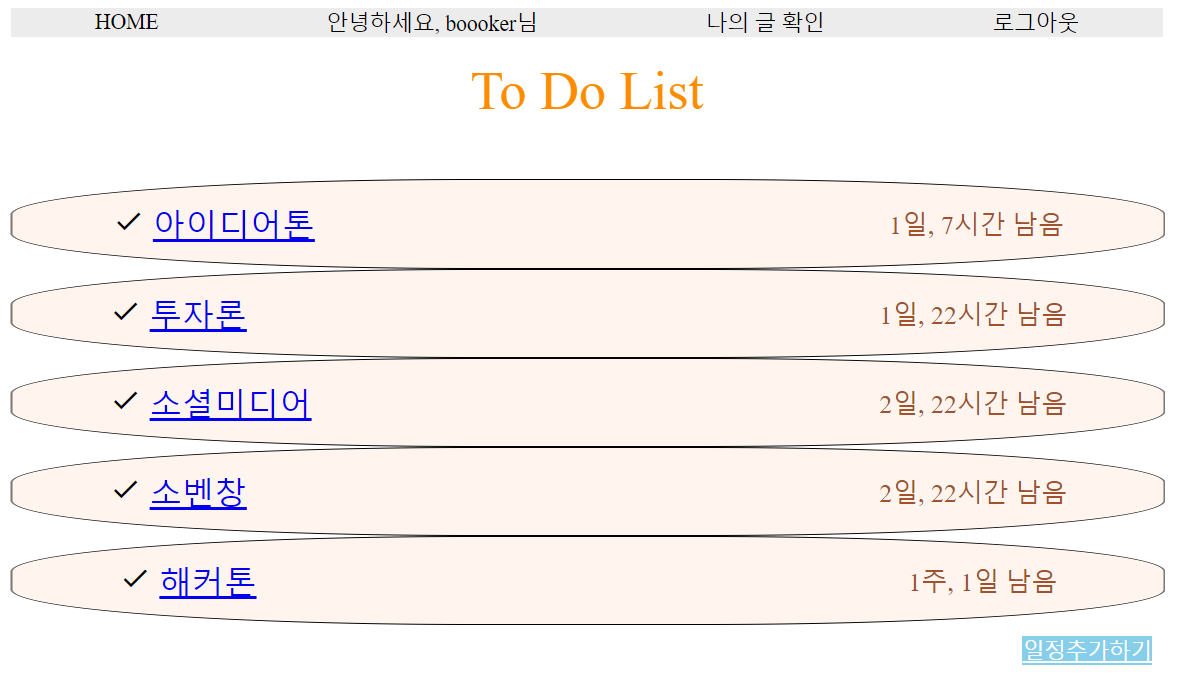 HOME 안녕하세요, boooker님 나의 글 확인 로그아웃
To Do List
아이디어톤 1일, 7시간 남음
투자론 1일, 22시간 남음
소셜미디어 2일, 22시간 남음
소벤창 2일, 22시간 남음
해커톤 1주, 1일 남음
일정추가하기